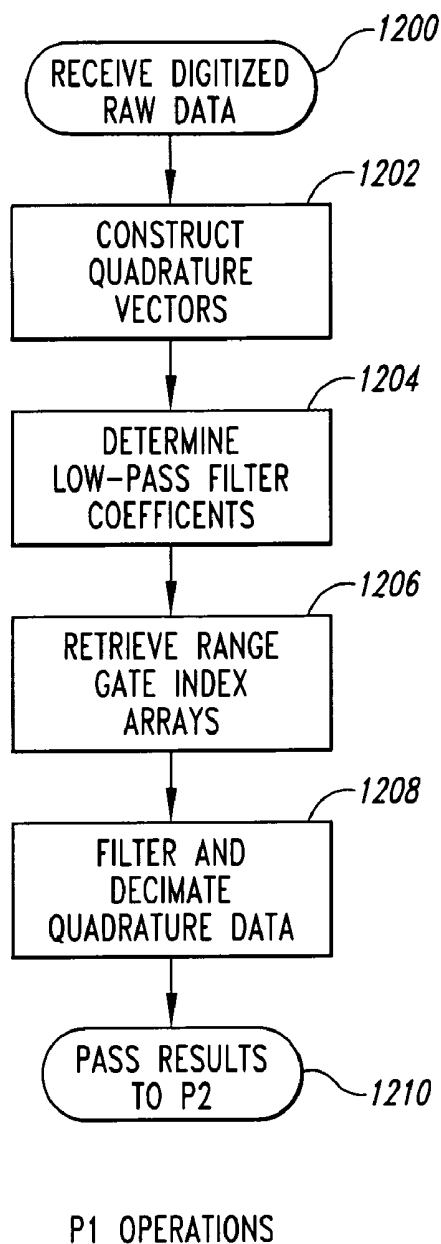 1200
RECEIVE DIGITIZED
RAW DATA
1202
CONSTRUCT
QUADRATURE
VECTORS
1204
DETERMINE
LOW-PASS FILTER
COEFFICENTS
1206
RETRIEVE RANGE
GATE INDEX
ARRAYS
1208
FILTER AND
DECIMATE
QUADRATURE DATA
PASS RESULTS
TO P2
1210
P1 OPERATIONS